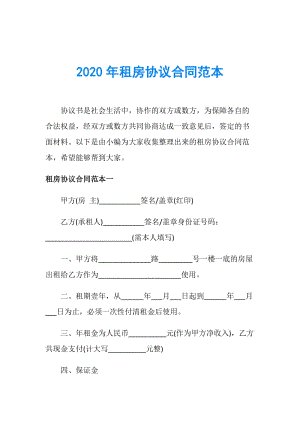 2020 年租房协议合同范本
协议书是社会生活中，协作的双方或数方，为保障各自的
合法权益，经双方或数方共同协商达成一致意见后，签定的书
面材料。以下是由小编为大家收集整理出来的租房协议合同范
本，希望能够帮到大家。
租房协议合同范本一
甲方(房 主)__________签名/盖章(红印)
乙方(承租人)__________签名/盖章身份证号码：
____________________(需本人填写)
一、甲方将____________路________号一楼一底的房屋
出租给乙方作为____________________使用。
二、租期壹年，从______年____月____日起到______年____月
____日为止，必须一次性付清租金后使用。
三、年租金为人民币__________元(作为甲方净收入)，乙方
共现金支付(计大写__________元整)
四、保证金